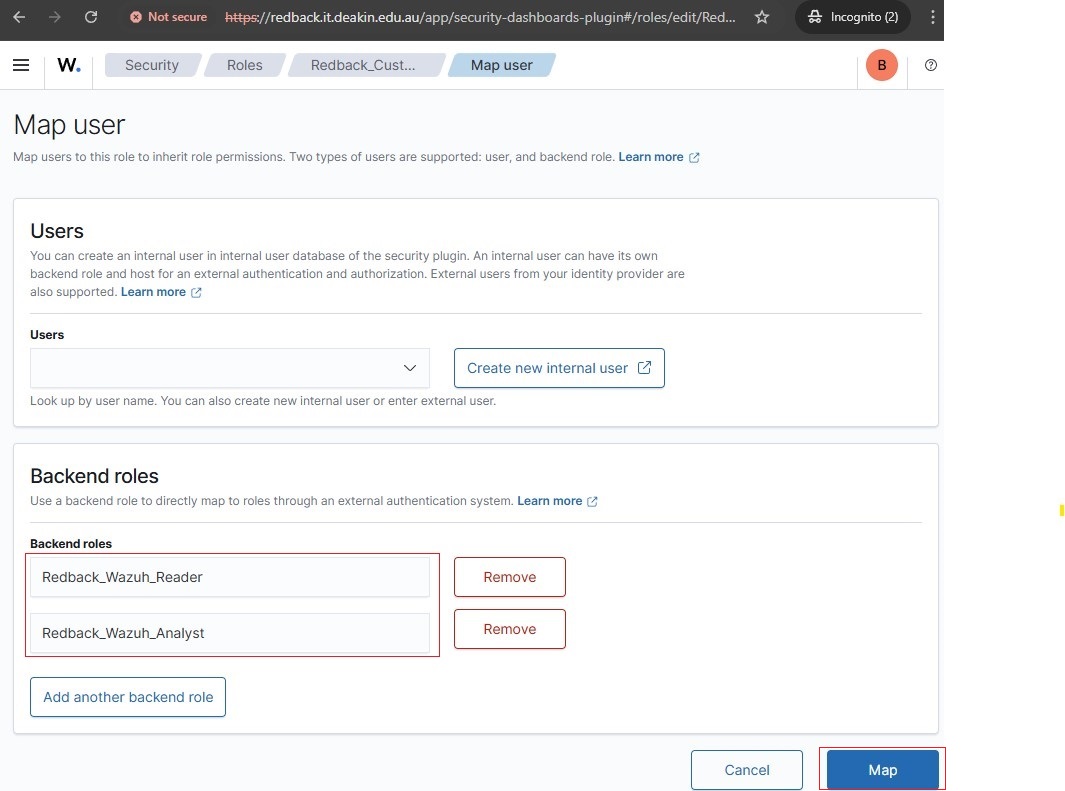 Not secure https://redback.it.deakin.edu.au/app/security-dashboards-plugin#/roles/edit/Red... Incognito (2)
W. Security Roles Redback_Cust... Map user B
Map user
Map users to this role to inherit role permissions. Two types of users are supported: user, and backend role. Learn more
Users
You can create an internal user in internal user database of the security plugin. An internal user can have its own
backend role and host for an external authentication and authorization. External users from your identity provider are
also supported. Learn more
Users
Create new internal user
Look up by user name. You can also create new internal user or enter external user.
Backend roles
Use a backend role to directly map to roles through an external authentication system. Learn more
Backend roles
Redback_Wazuh_Reader Remove
Redback_Wazuh_Analyst Remove
Add another backend role
Cancel Map